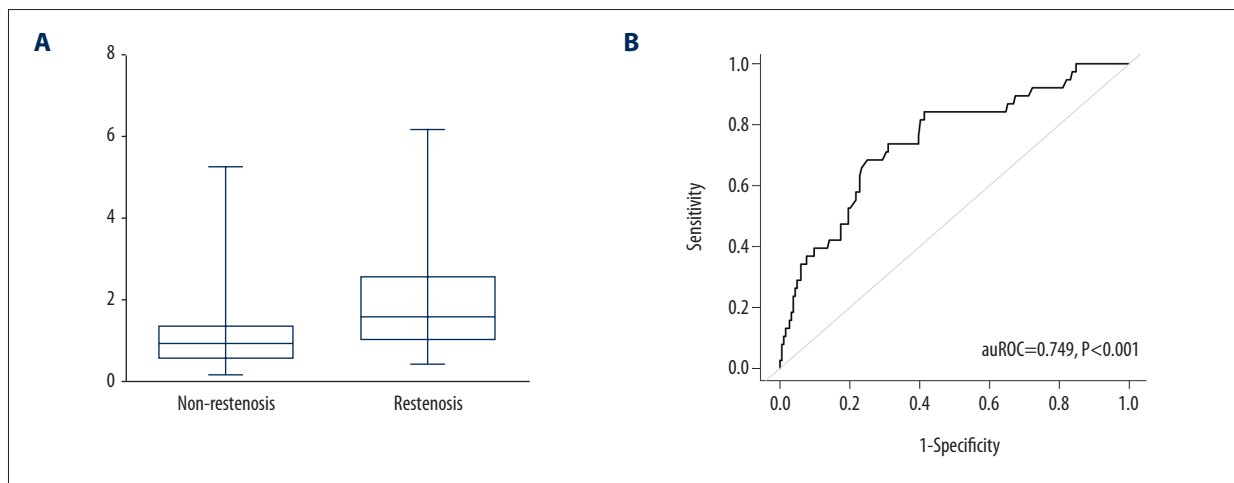 A
8
6
4
2
0
Non-restenosis Restenosis
B
1.0
0.8
0.6
0.4
0.2
0.0
Sensitivity
auROC=0.749, P<0.001
0.0 0.2 0.4 0.6 0.8 1.0
1-Specificity